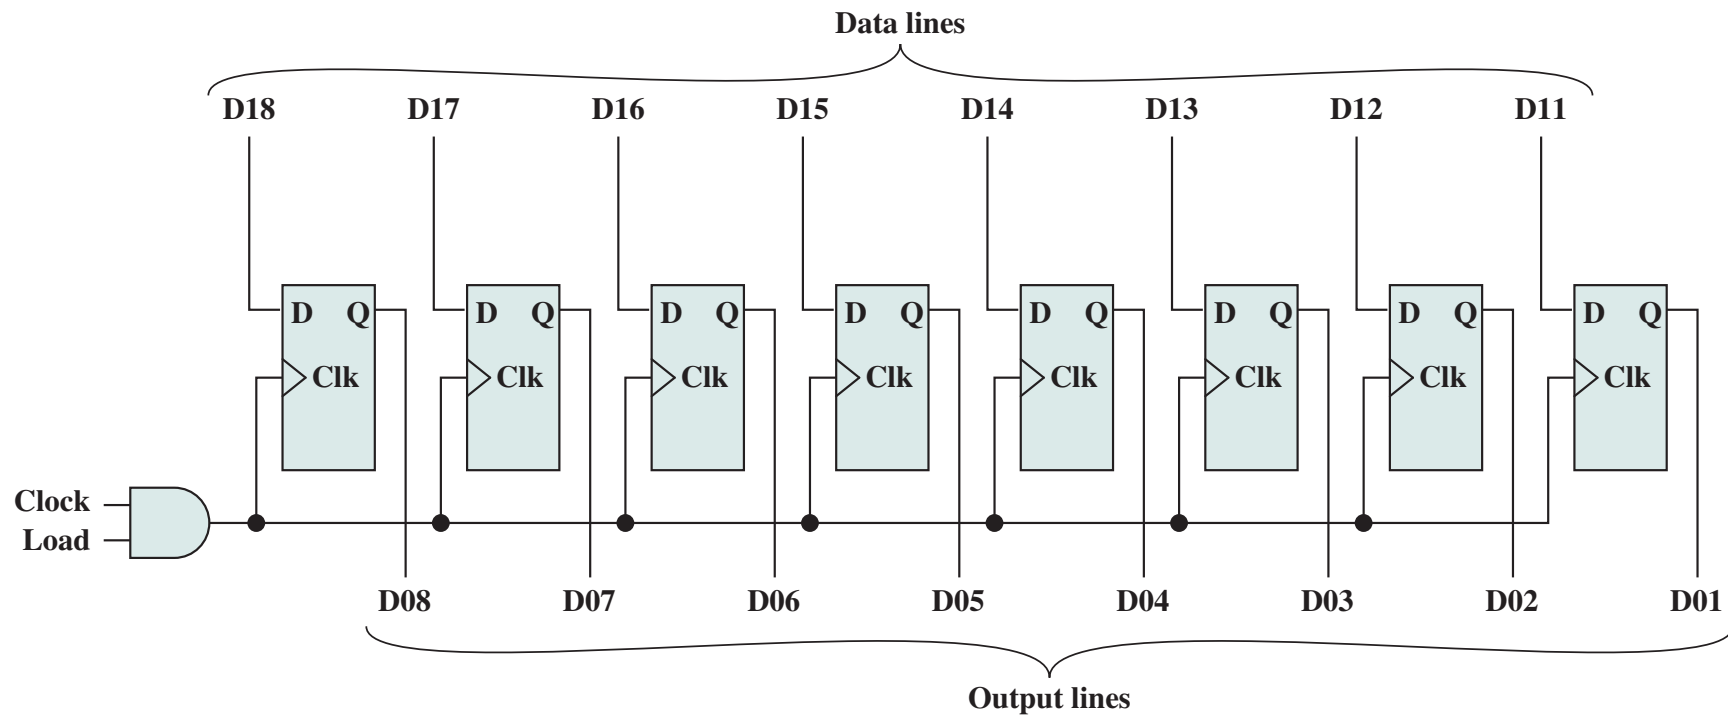 Data lines
D18 D17 D16 D15 D14 D13 D12 D11
D Q D Q D Q D Q D Q D Q D Q D Q
Clk Clk Clk Clk Clk Clk Clk Clk
Clock
Load
D08 D07 D06 D05 D04 D03 D02 D01
Output lines